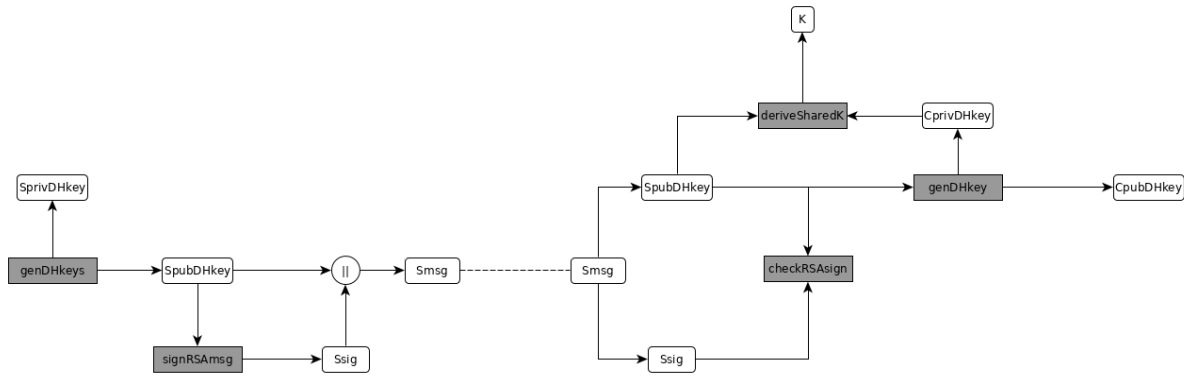 K
deriveSharedK
CprivDHkey
SprivDHkey
SpubDHkey
genDHkey
CpubDHkey
genDHkeys
SpubDHkey
||
Smsg
Smsg
checkRSAsign
signRSAmsg
Ssig
Ssig